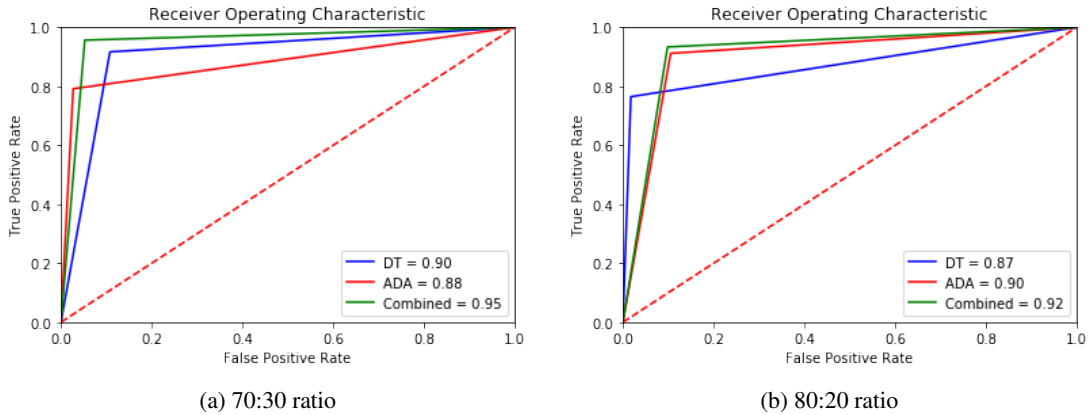 Receiver Operating Characteristic
1.0
0.8
0.6
0.4
0.2
0.0
True Positive Rate
DT = 0.90
ADA = 0.88
Combined = 0.95
0.0 0.2 0.4 0.6 0.8 1.0
False Positive Rate
(a) 70:30 ratio
Receiver Operating Characteristic
1.0
0.8
0.6
0.4
0.2
0.0
True Positive Rate
DT = 0.87
ADA = 0.90
Combined = 0.92
0.0 0.2 0.4 0.6 0.8 1.0
False Positive Rate
(b) 80:20 ratio